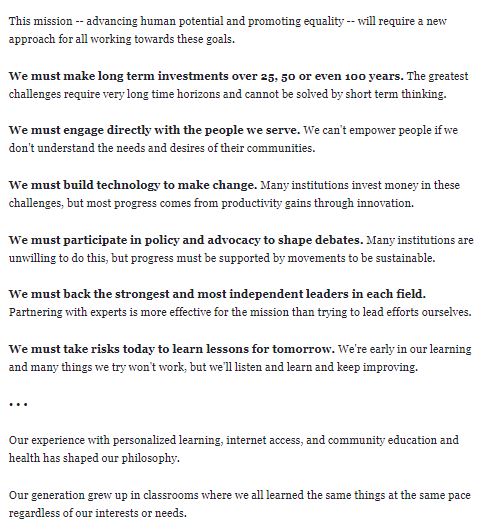 This mission -- advancing human potential and promoting equality -- will require a new
approach for all working towards these goals.
We must make long term investments over 25, 50 or even 100 years. The greatest
challenges require very long time horizons and cannot be solved by short term thinking.
We must engage directly with the people we serve. We can't empower people if we
don't understand the needs and desires of their communities.
We must build technology to make change. Many institutions invest money in these
challenges, but most progress comes from productivity gains through innovation.
We must participate in policy and advocacy to shape debates. Many institutions are
unwilling to do this, but progress must be supported by movements to be sustainable.
We must back the strongest and most independent leaders in each field.
Partnering with experts is more effective for the mission than trying to lead efforts ourselves.
We must take risks today to learn lessons for tomorrow. We're early in our learning
and many things we try won't work, but we'll listen and learn and keep improving.
• • •
Our experience with personalized learning, internet access, and community education and
health has shaped our philosophy.
Our generation grew up in classrooms where we all learned the same things at the same pace
regardless of our interests or needs.